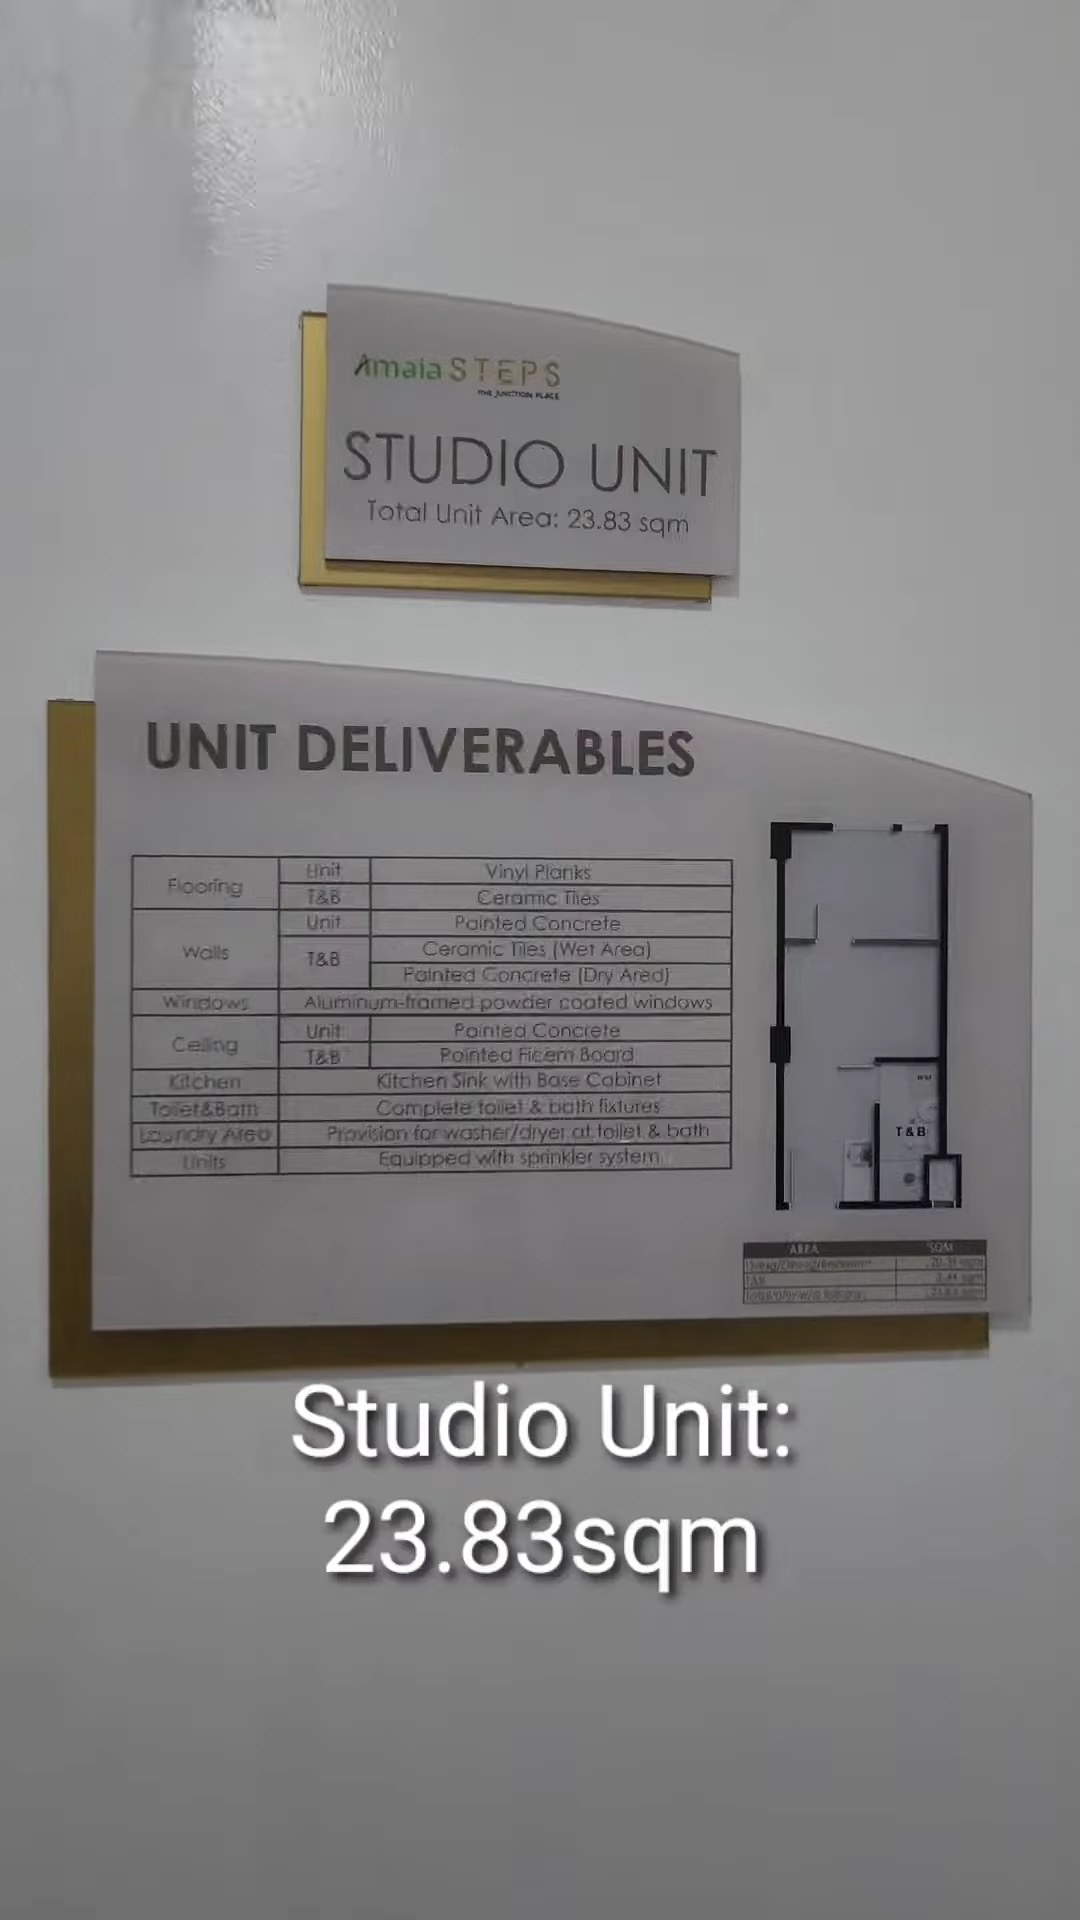 Amaia STEPS
THE JUNCTION PLACE
STUDIO UNIT
Total Unit Area: 23.83 sqm
UNIT DELIVERABLES
Flooring
Unit
Vinyl Planks
T&B
Ceramic Tiles
Walls
Unit
Painted Concrete
T&B
Ceramic Tiles (Wet Area)
Painted Concrete (Dry Area)
Windows
Aluminum-framed powder coated windows
Ceiling
Unit
Painted Concrete
T&B
Painted Ficem Board
Kitchen
Kitchen Sink with Base Cabinet
Toilet&Bath
Complete toilet & bath fixtures
Laundry Area
Provision for washer/dryer at toilet & bath
Units
Equipped with sprinkler system
T&B
AREA SQM
T&B
23.83 sqm
Studio Unit:
23.83sqm